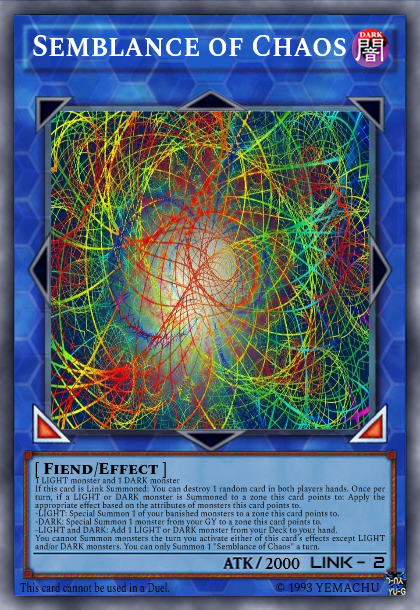 SEMBLANCE OF CHAOS
DARK
闇
[ FIEND/EFFECT ]
1 LIGHT monster and 1 DARK monster
If this card is Link Summoned: You can destroy 1 random card in both players hands. Once per
turn, if a LIGHT or DARK monster is Summoned to a zone this card points to: Apply the
appropriate effect based on the attributes of monsters this card points to.
-LIGHT: Special Summon 1 of your banished monsters to a zone this card points to.
-DARK: Special Summon 1 monster from your GY to a zone this card points to.
-LIGHT and DARK: Add 1 LIGHT or DARK monster from your Deck to your hand.
You cannot Summon monsters the turn you activate either of this card's effects except LIGHT
and/or DARK monsters. You can only Summon 1 "Semblance of Chaos" a turn.
ATK/2000 LINK - 2
This card cannot be used in a Duel. © 1993 YEMACHU